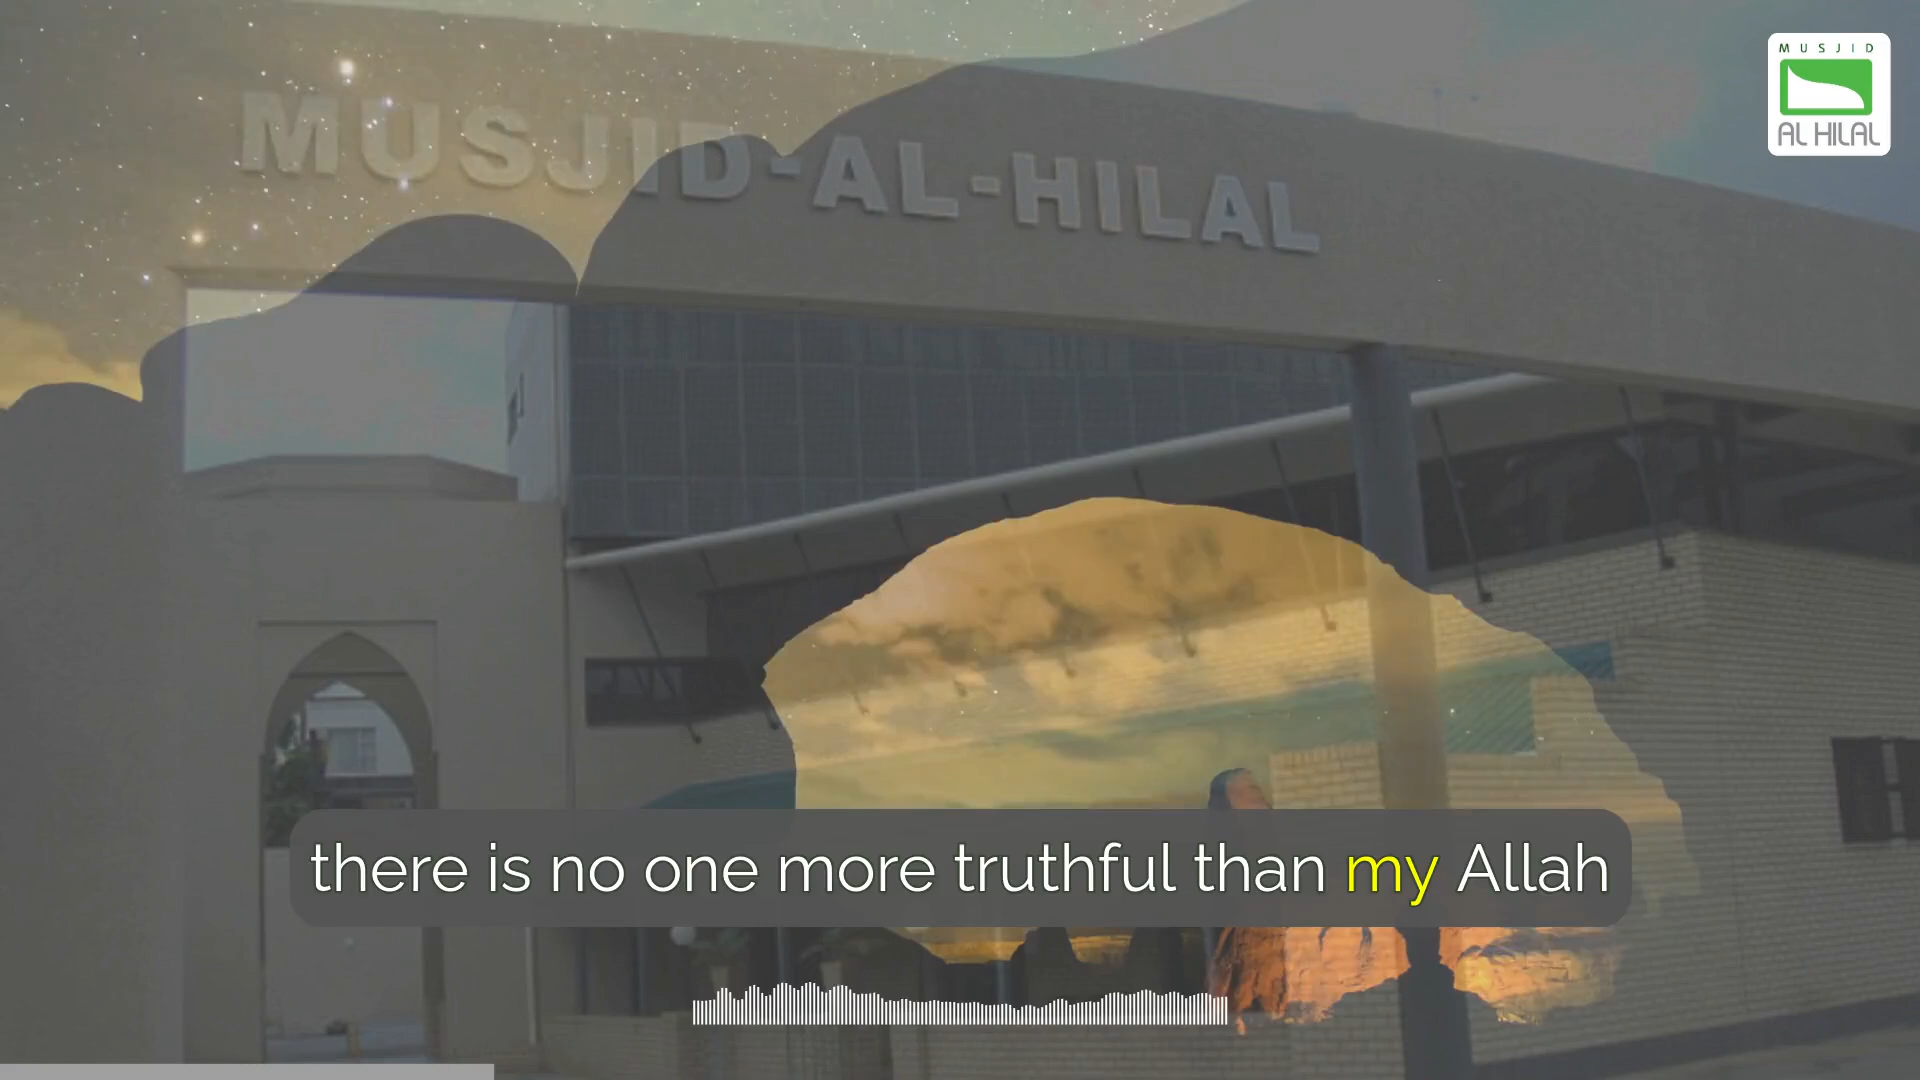 MUSJID-AL-HILAL
MUSJID
AL HILAL
there is no one more truthful than my Allah